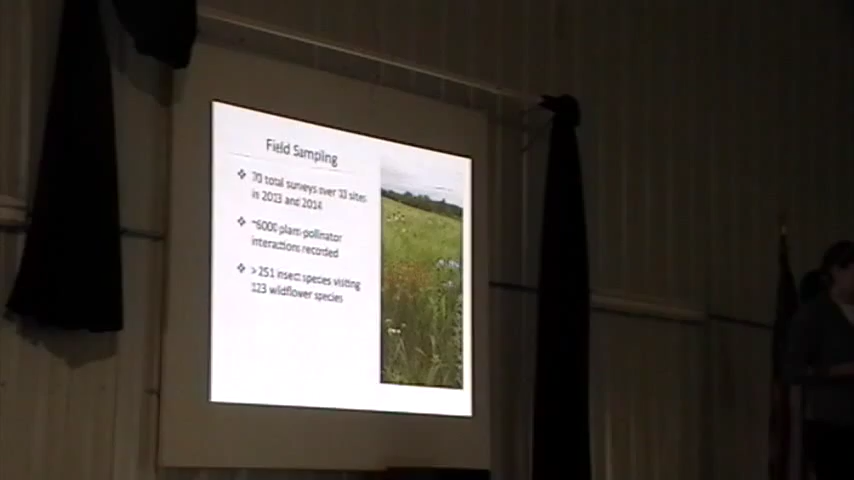 Field Sampling
❖ 70 total surveys over sites
in 2013 and 2014
❖ ~6000 plant-pollinator
interactions recorded
❖ > 251 insect species visiting
123 wildflower species